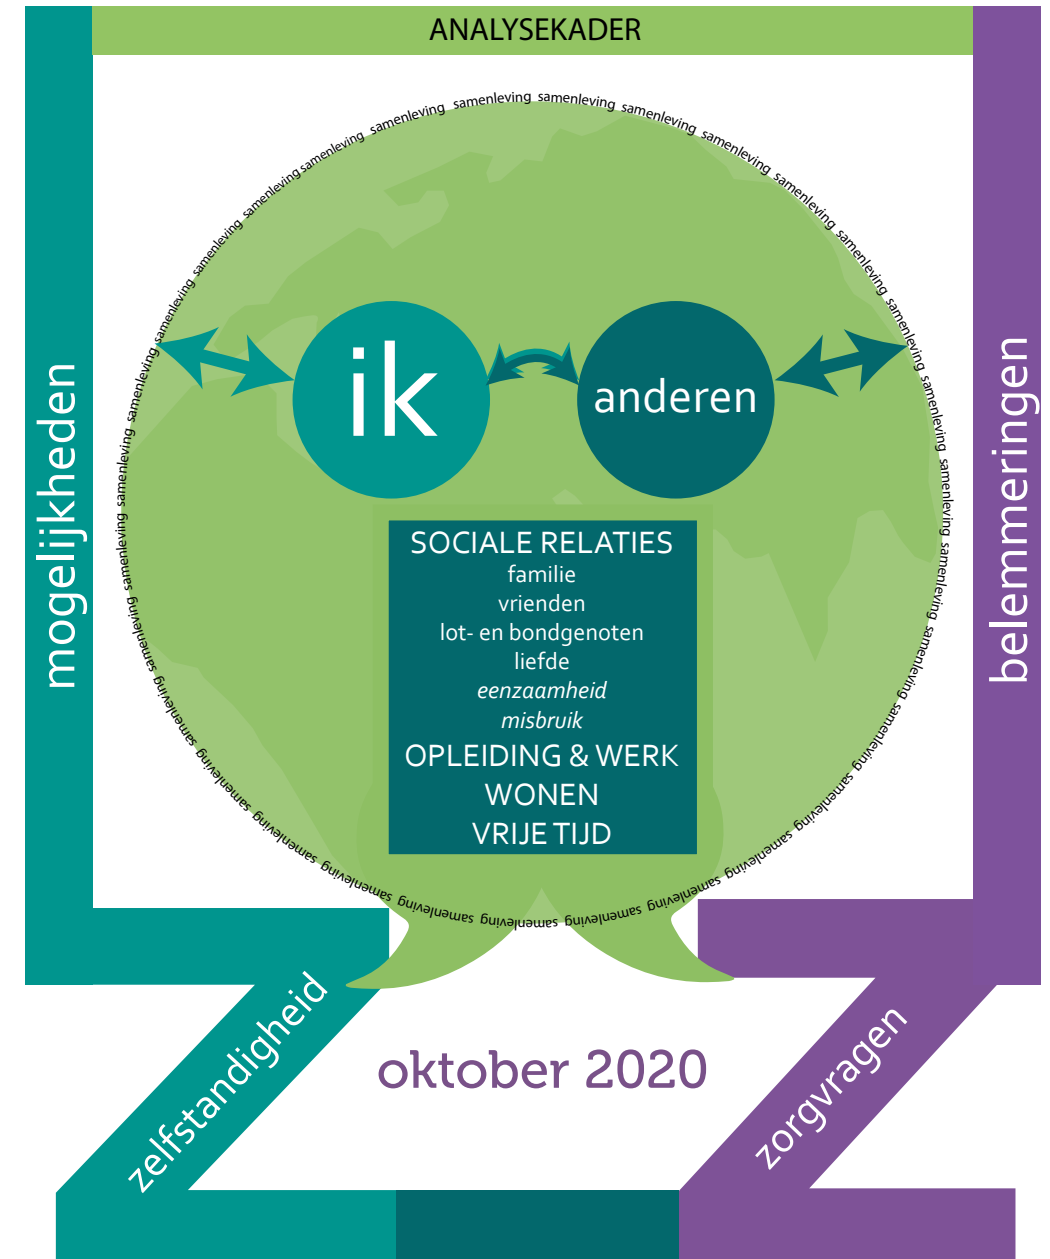 ANALYSEKADER
samenleving samenleving samenleving samenleving samenleving samenleving samenleving samenleving samenleving samenleving samenleving samenleving samenleving samenleving samenleving samenleving samenleving samenleving samenleving samenleving samenleving samenleving samenleving samenleving samenleving samenleving samenleving samenleving samenleving samenleving samenleving
mogelijkheden
ik
anderen
belemmeringen
SOCIALE RELATIES
familie
vrienden
lot- en bondgenoten
liefde
eenzaamheid
misbruik
OPLEIDING & WERK
WONEN
VRIJE TIJD
zelfstandigheid
oktober 2020
zorgvragen